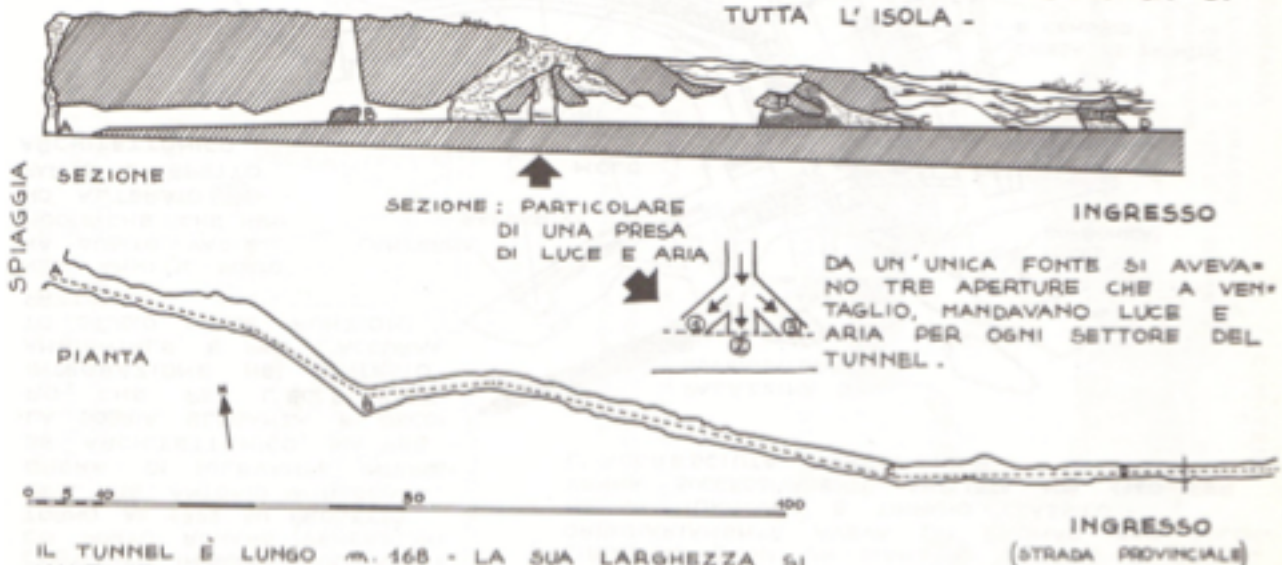 TUTTA L'ISOLA -
A
B
SPIAGGIA
SEZIONE
SEZIONE: PARTICOLARE
DI UNA PRESA
DI LUCE E ARIA
INGRESSO
DA UN'UNICA FONTE SI AVEVA=
NO TRE APERTURE CHE A VEN=
TAGLIO, MANDAVANO LUCE E
ARIA PER OGNI SETTORE DEL
TUNNEL.
2
A
PIANTA
B
0 5 10 50 100
INGRESSO
(STRADA PROVINCIALE)
IL TUNNEL È LUNGO m. 168 - LA SUA LARGHEZZA SI